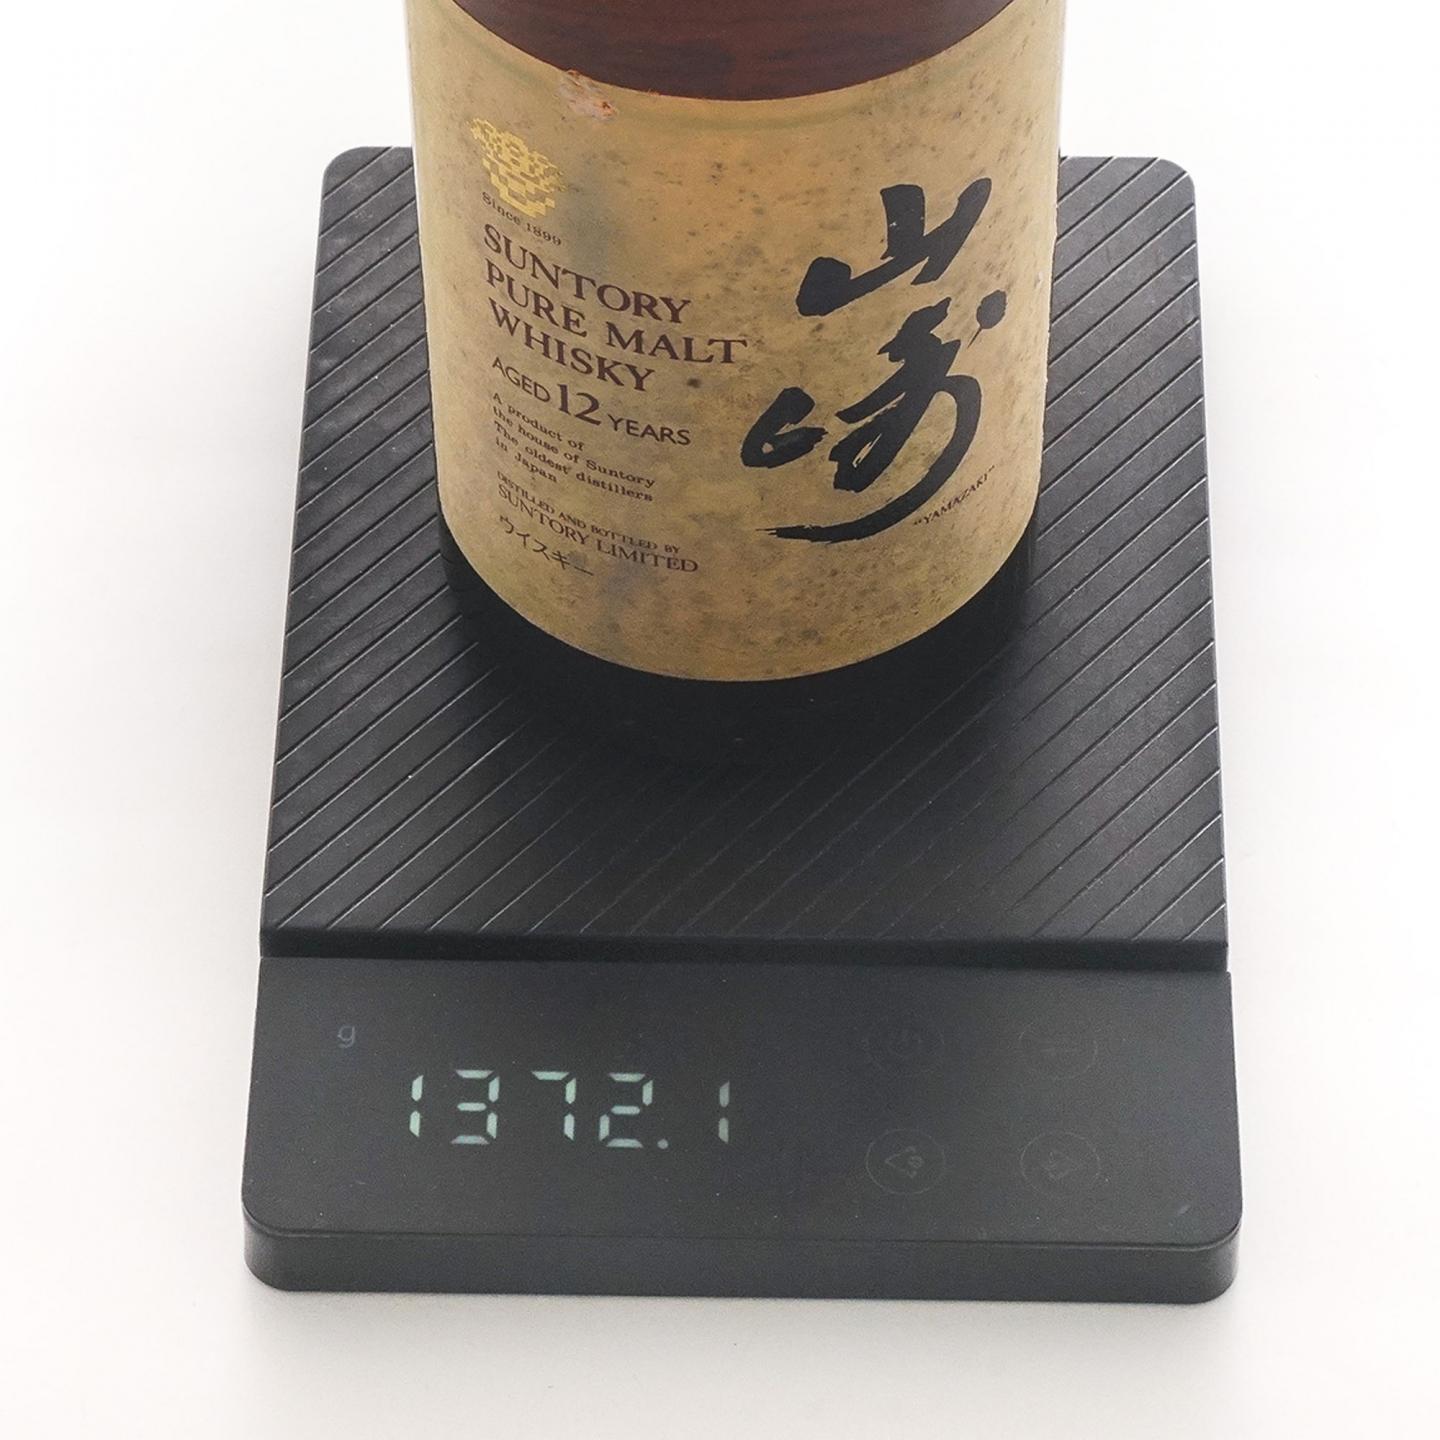 Since 1899
SUNTORY
PURE MALT
WHISKY
AGED 12 YEARS
A product of
the house of Suntory
The oldest distillers
in Japan
DISTILLED AND BOTTLED BY
SUNTORY LIMITED
ウイスキー
山崎
"YAMAZAKI"
g
1372.1